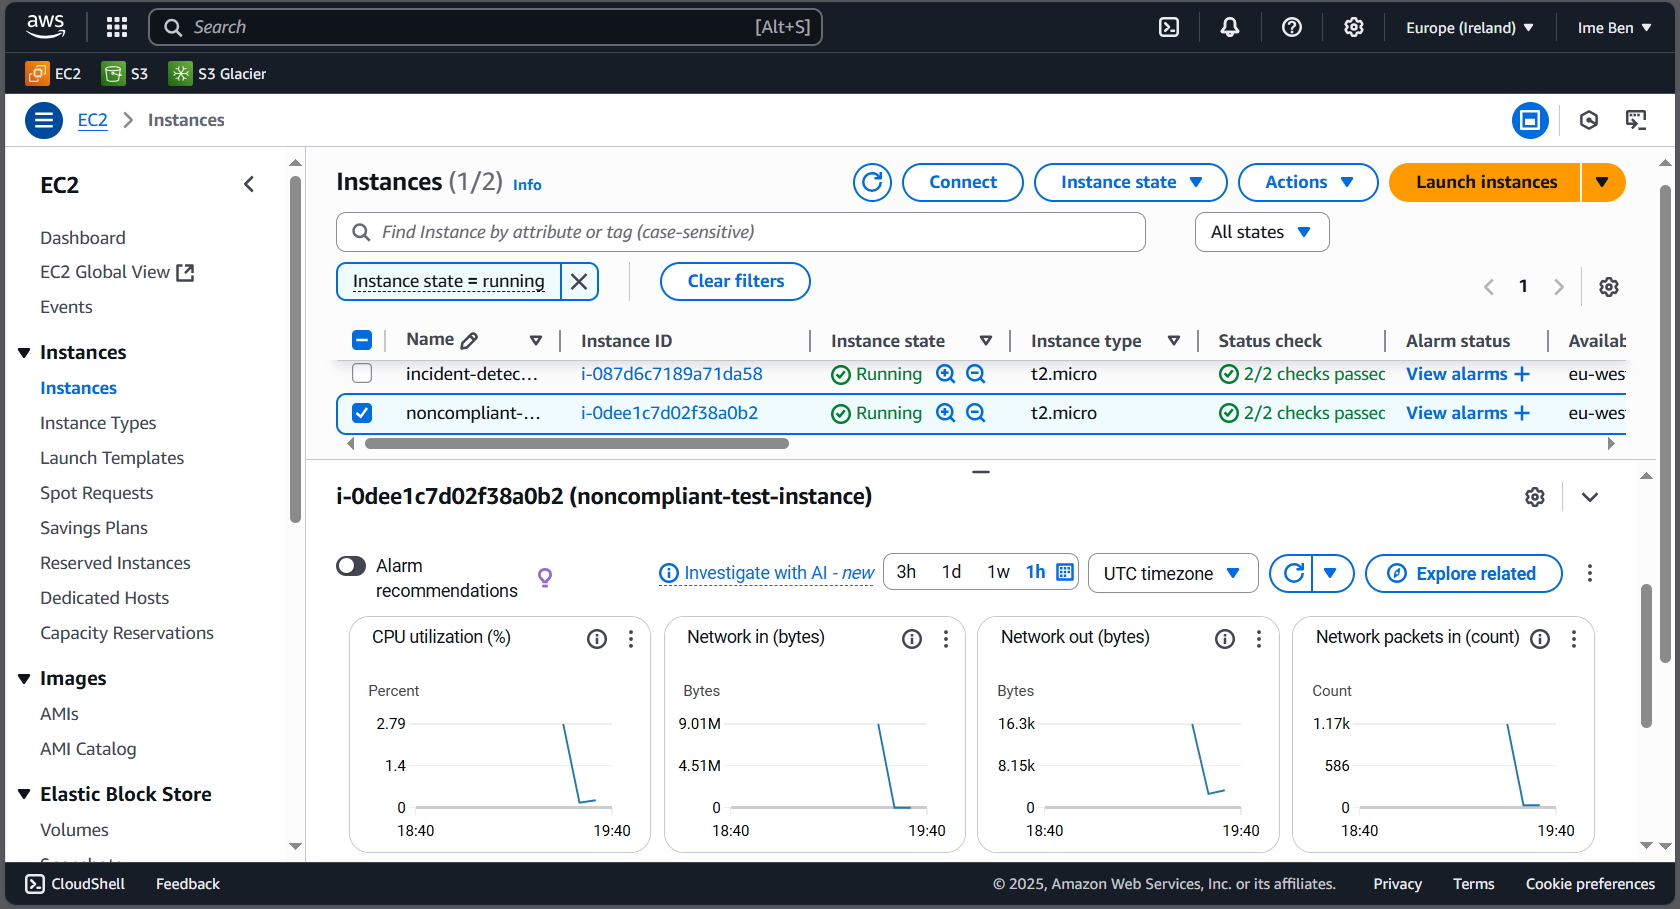 aws
Search [Alt+S] Europe (Ireland) Ime Ben
EC2 S3 S3 Glacier
EC2 Instances
EC2
Dashboard
EC2 Global View
Events
Instances
Instances
Instance Types
Launch Templates
Spot Requests
Savings Plans
Reserved Instances
Dedicated Hosts
Capacity Reservations
Images
AMIs
AMI Catalog
Elastic Block Store
Volumes
Instances (1/2) Info Connect Instance state Actions Launch instances
Find Instance by attribute or tag (case-sensitive) All states
Instance state = running Clear filters 1
Name Instance ID Instance state Instance type Status check Alarm status Availab
incident-detec... i-087d6c7189a71da58 Running t2.micro 2/2 checks passec View alarms + eu-wes
noncompliant-... i-0dee1c7d02f38a0b2 Running t2.micro 2/2 checks passec View alarms + eu-wes
i-0dee1c7d02f38a0b2 (noncompliant-test-instance)
Alarm
recommendations
Investigate with AI - new 3h 1d 1w 1h UTC timezone Explore related
CPU utilization (%)
Percent
2.79
1.4
0
18:40 19:40
Network in (bytes)
Bytes
9.01M
4.51M
0
18:40 19:40
Network out (bytes)
Bytes
16.3k
8.15k
0
18:40 19:40
Network packets in (count)
Count
1.17k
586
0
18:40 19:40
CloudShell Feedback © 2025, Amazon Web Services, Inc. or its affiliates. Privacy Terms Cookie preferences